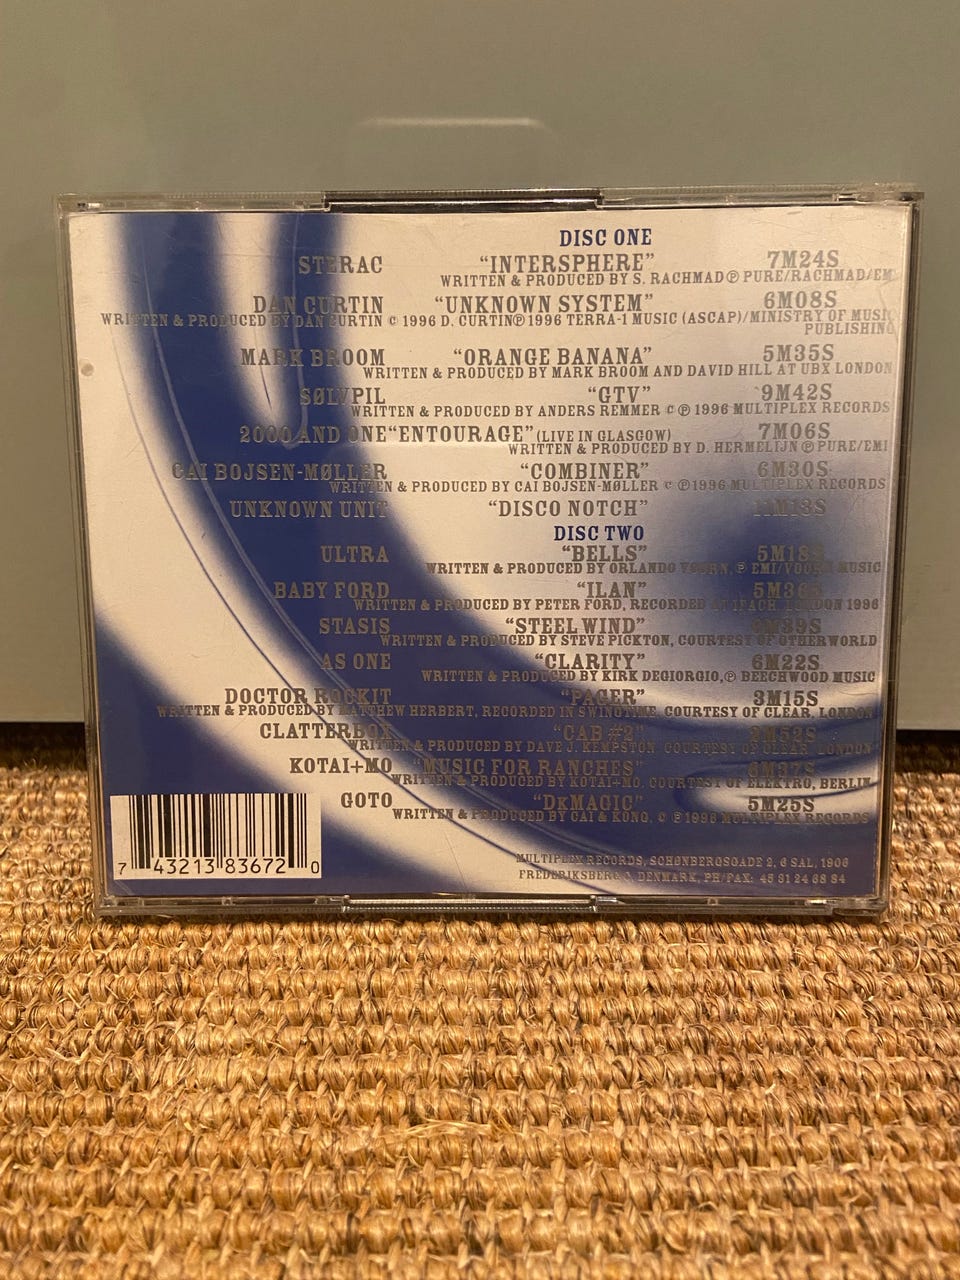 DISC ONE
STERAC “INTERSPHERE” 7M24S
WRITTEN & PRODUCED BY S. RACHMAD ℗ PURE/RACHMAD/EMI
DAN CURTIN “UNKNOWN SYSTEM” 6M08S
WRITTEN & PRODUCED BY DAN CURTIN © 1996 D. CURTIN ℗ 1996 TERRA-1 MUSIC (ASCAP)/MINISTRY OF MUSIC
PUBLISHING
MARK BROOM “ORANGE BANANA” 5M35S
WRITTEN & PRODUCED BY MARK BROOM AND DAVID HILL AT UBX LONDON
SØLVPIL “GTV” 9M42S
WRITTEN & PRODUCED BY ANDERS REMMER © ℗ 1996 MULTIPLEX RECORDS
2000 AND ONE “ENTOURAGE” (LIVE IN GLASGOW) 7M06S
WRITTEN & PRODUCED BY D. HERMELIJN ℗ PURE/EMI
CAI BOJSEN-MØLLER “COMBINER” 6M30S
WRITTEN & PRODUCED BY CAI BOJSEN-MØLLER © ℗ 1996 MULTIPLEX RECORDS
UNKNOWN UNIT “DISCO NOTCH”
DISC TWO
ULTRA “BELLS” 5M18S
WRITTEN & PRODUCED BY ORLANDO VOORN, ℗ EMI/VOORN MUSIC
BABY FORD “ILAN” 5M36S
WRITTEN & PRODUCED BY PETER FORD, RECORDED AT IFACH, LONDON 1996
STASIS “STEEL WIND”
WRITTEN & PRODUCED BY STEVE PICKTON, COURTESY OF OTHERWORLD
AS ONE “CLARITY” 6M22S
WRITTEN & PRODUCED BY KIRK DEGIORGIO, ℗ BEECHWOOD MUSIC
DOCTOR ROCKIT “PAGER” 3M15S
WRITTEN & PRODUCED BY MATTHEW HERBERT, RECORDED IN SWINGTIME, COURTESY OF CLEAR, LONDON
CLATTERBOX “CAB #2”
WRITTEN & PRODUCED BY DAVE J. KEMPSTON, COURTESY OF CLEAR, LONDON
KOTAI+MO “MUSIC FOR RANCHES” 6M37S
WRITTEN & PRODUCED BY KOTAI+MO, COURTESY OF ELEKTRO, BERLIN
GOTO “DKMAGIC” 5M25S
WRITTEN & PRODUCED BY CAI & KONG, © ℗ 1996 MULTIPLEX RECORDS
7 43213 83672 0
MULTIPLEX RECORDS, SCHØNBERGSGADE 2, 6 SAL, 1906
FREDERIKSBERG C, DENMARK, PH/FAX: 45 31 24 68 84